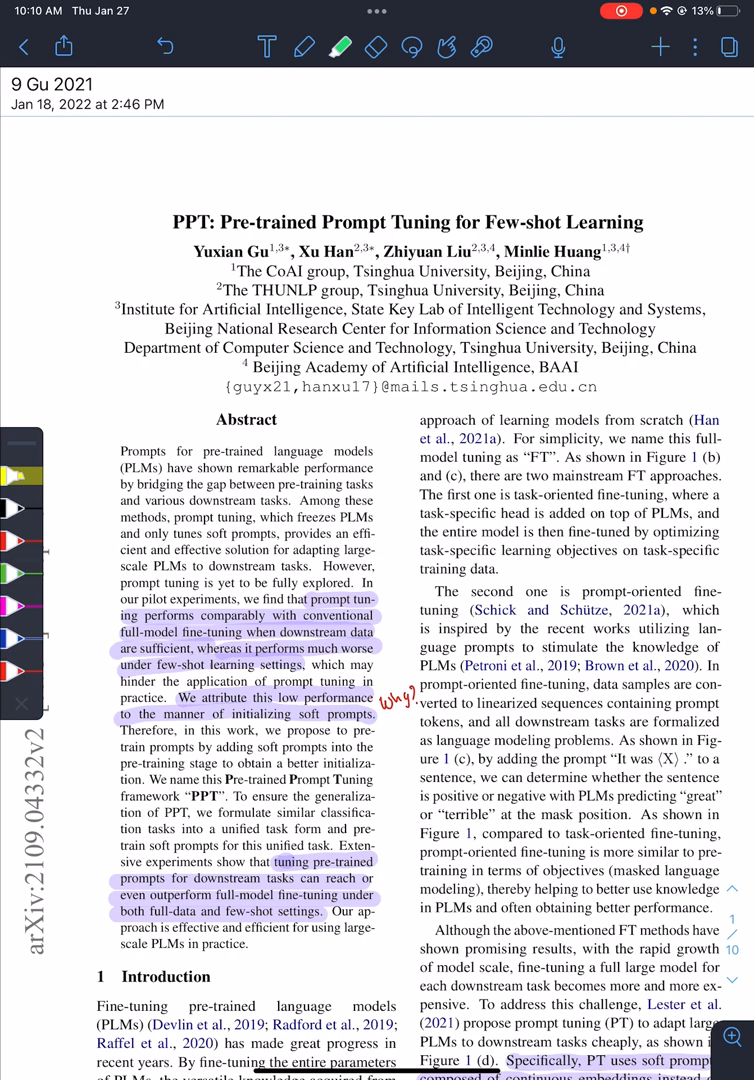 10:10 AM Thu Jan 27
13%
9 Gu 2021
Jan 18, 2022 at 2:46 PM
PPT: Pre-trained Prompt Tuning for Few-shot Learning
Yuxian Gu1,3∗, Xu Han2,3∗, Zhiyuan Liu2,3,4, Minlie Huang1,3,4†
1The CoAI group, Tsinghua University, Beijing, China
2The THUNLP group, Tsinghua University, Beijing, China
3Institute for Artificial Intelligence, State Key Lab of Intelligent Technology and Systems,
Beijing National Research Center for Information Science and Technology
Department of Computer Science and Technology, Tsinghua University, Beijing, China
4 Beijing Academy of Artificial Intelligence, BAAI
{guyx21,hanxu17}@mails.tsinghua.edu.cn
Abstract
Prompts for pre-trained language models
(PLMs) have shown remarkable performance
by bridging the gap between pre-training tasks
and various downstream tasks. Among these
methods, prompt tuning, which freezes PLMs
and only tunes soft prompts, provides an effi-
cient and effective solution for adapting large-
scale PLMs to downstream tasks. However,
prompt tuning is yet to be fully explored. In
our pilot experiments, we find that prompt tun-
ing performs comparably with conventional
full-model fine-tuning when downstream data
are sufficient, whereas it performs much worse
under few-shot learning settings, which may
hinder the application of prompt tuning in
practice. We attribute this low performance
to the manner of initializing soft prompts.
Therefore, in this work, we propose to pre-
train prompts by adding soft prompts into the
pre-training stage to obtain a better initializa-
tion. We name this Pre-trained Prompt Tuning
framework “PPT”. To ensure the generaliza-
tion of PPT, we formulate similar classifica-
tion tasks into a unified task form and pre-
train soft prompts for this unified task. Exten-
sive experiments show that tuning pre-trained
prompts for downstream tasks can reach or
even outperform full-model fine-tuning under
both full-data and few-shot settings. Our ap-
proach is effective and efficient for using large-
scale PLMs in practice.
1 Introduction
Fine-tuning pre-trained language models
(PLMs) (Devlin et al., 2019; Radford et al., 2019;
Raffel et al., 2020) has made great progress in
recent years. By fine-tuning the entire parameters
of PLMs, the versatile knowledge acquired from
why?
approach of learning models from scratch (Han
et al., 2021a). For simplicity, we name this full-
model tuning as “FT”. As shown in Figure 1 (b)
and (c), there are two mainstream FT approaches.
The first one is task-oriented fine-tuning, where a
task-specific head is added on top of PLMs, and
the entire model is then fine-tuned by optimizing
task-specific learning objectives on task-specific
training data.
The second one is prompt-oriented fine-
tuning (Schick and Schütze, 2021a), which
is inspired by the recent works utilizing lan-
guage prompts to stimulate the knowledge of
PLMs (Petroni et al., 2019; Brown et al., 2020). In
prompt-oriented fine-tuning, data samples are con-
verted to linearized sequences containing prompt
tokens, and all downstream tasks are formalized
as language modeling problems. As shown in Fig-
ure 1 (c), by adding the prompt “It was ⟨X⟩ .” to a
sentence, we can determine whether the sentence
is positive or negative with PLMs predicting “great”
or “terrible” at the mask position. As shown in
Figure 1, compared to task-oriented fine-tuning,
prompt-oriented fine-tuning is more similar to pre-
training in terms of objectives (masked language
modeling), thereby helping to better use knowledge
in PLMs and often obtaining better performance.
Although the above-mentioned FT methods have
shown promising results, with the rapid growth
of model scale, fine-tuning a full large model for
each downstream task becomes more and more ex-
pensive. To address this challenge, Lester et al.
(2021) propose prompt tuning (PT) to adapt large
PLMs to downstream tasks cheaply, as shown
Figure 1 (d). Specifically, PT uses soft prompt
composed of continuous embeddings instead
arXiv:2109.04332v2
1
/
10